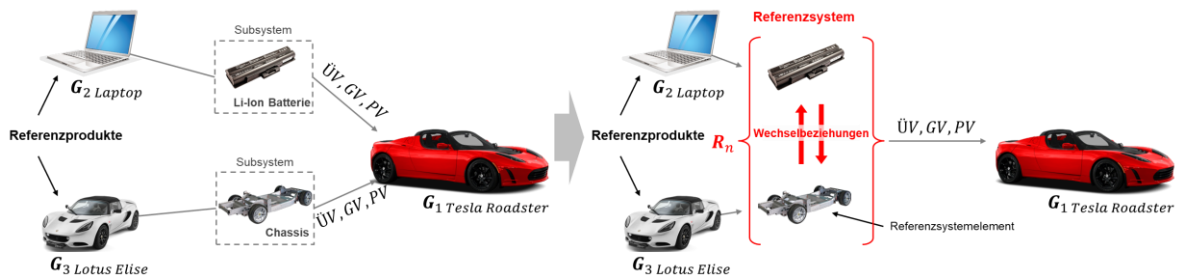 Subsystem
Li-Ion Batterie
G2 Laptop
ÜV, GV, PV
Referenzprodukte
Subsystem
Chassis
ÜV, GV, PV
G1 Tesla Roadster
G3 Lotus Elise
Referenzsystem
G2 Laptop
Referenzprodukte
Rn
Wechselbeziehungen
ÜV, GV, PV
G1 Tesla Roadster
Referenzsystemelement
G3 Lotus Elise